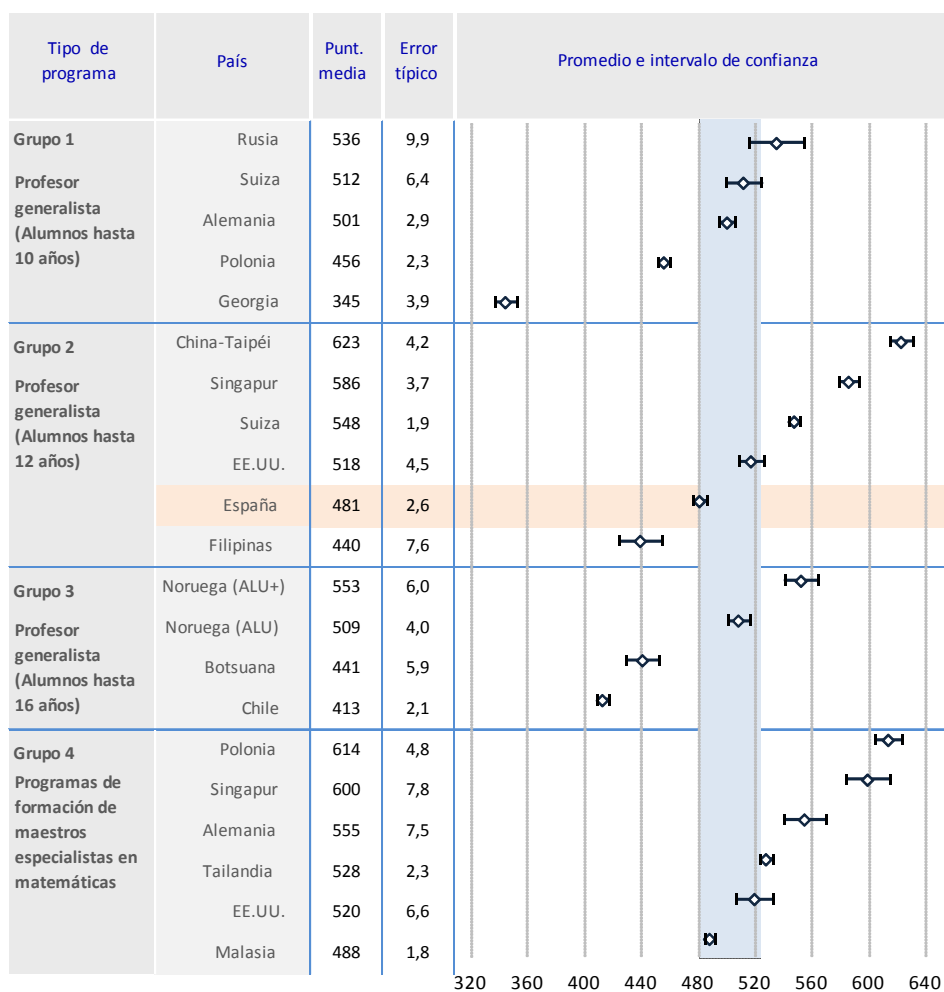 Tipo de programa País Punt. media Error típico Promedio e intervalo de confianza
Grupo 1
Profesor
generalista
(Alumnos hasta
10 años)
Rusia 536 9,9
Suiza 512 6,4
Alemania 501 2,9
Polonia 456 2,3
Georgia 345 3,9
Grupo 2
Profesor
generalista
(Alumnos hasta
12 años)
China-Taipéi 623 4,2
Singapur 586 3,7
Suiza 548 1,9
EE.UU. 518 4,5
España 481 2,6
Filipinas 440 7,6
Grupo 3
Profesor
generalista
(Alumnos hasta
16 años)
Noruega (ALU+) 553 6,0
Noruega (ALU) 509 4,0
Botsuana 441 5,9
Chile 413 2,1
Grupo 4
Programas de
formación de
maestros
especialistas en
matemáticas
Polonia 614 4,8
Singapur 600 7,8
Alemania 555 7,5
Tailandia 528 2,3
EE.UU. 520 6,6
Malasia 488 1,8
320 360 400 440 480 520 560 600 640